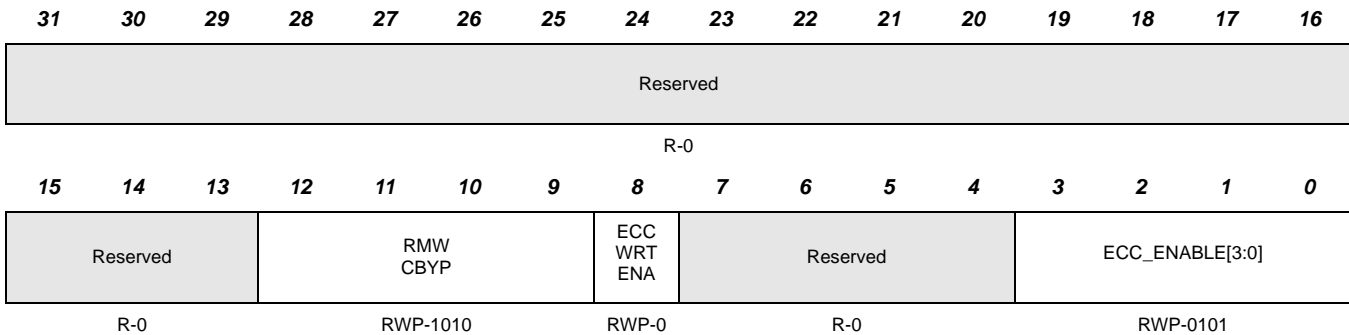 31 30 29 28 27 26 25 24 23 22 21 20 19 18 17 16
Reserved
R-0
15 14 13 12 11 10 9 8 7 6 5 4 3 2 1 0
Reserved RMW CBYP ECC WRT ENA Reserved ECC_ENABLE[3:0]
R-0 RWP-1010 RWP-0 R-0 RWP-0101